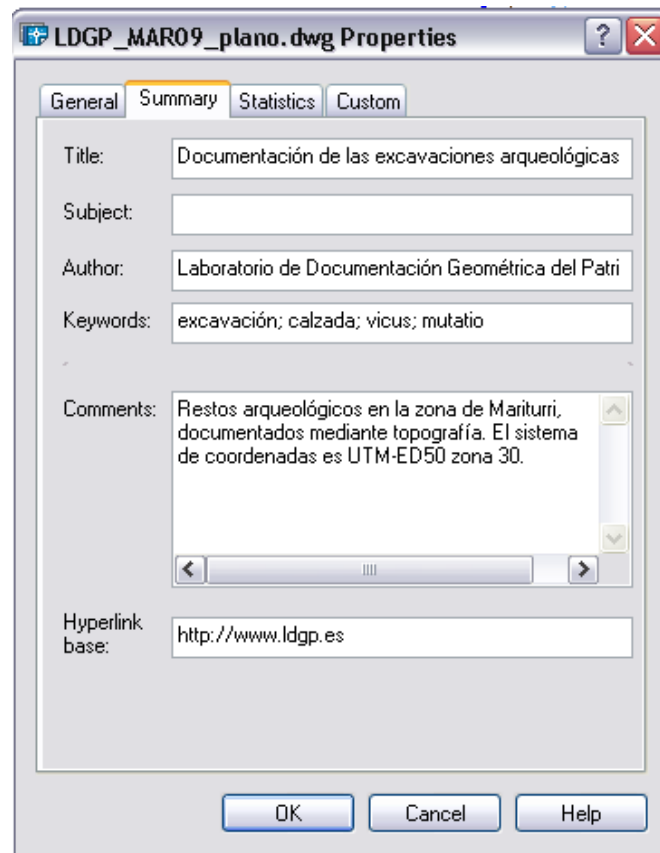 LDGP_MAR09_plano.dwg Properties
General Summary Statistics Custom
Title: Documentación de las excavaciones arqueológicas
Subject:
Author: Laboratorio de Documentación Geométrica del Patri
Keywords: excavación; calzada; vicus; mutatio
Comments: Restos arqueológicos en la zona de Mariturri,
documentados mediante topografía. El sistema
de coordenadas es UTM-ED50 zona 30.
Hyperlink
base: http://www.ldgp.es
OK Cancel Help